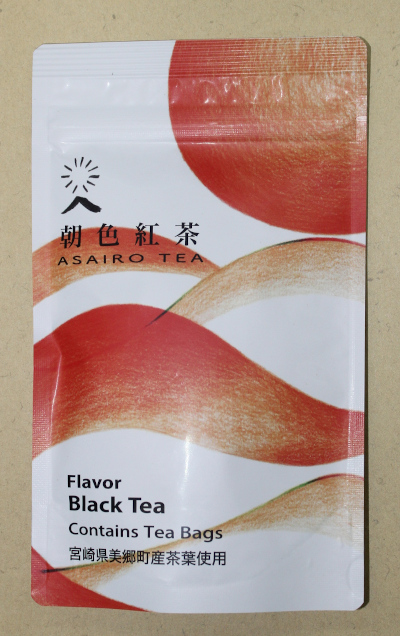 朝色紅茶
ASAIRO TEA
Flavor
Black Tea
Contains Tea Bags
宮崎県美郷町産茶葉使用